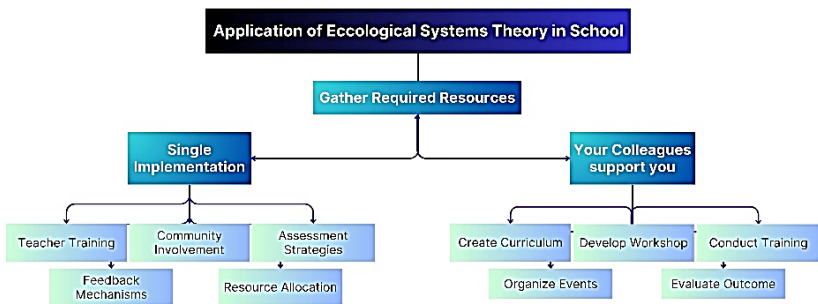 Application of Eccological Systems Theory in School
Gather Required Resources
Single
Implementation
Your Colleagues
support you
Teacher Training
Community
Involvement
Assessment
Strategies
Create Curriculum
Develop Workshop
Conduct Training
Feedback
Mechanisms
Resource Allocation
Organize Events
Evaluate Outcome